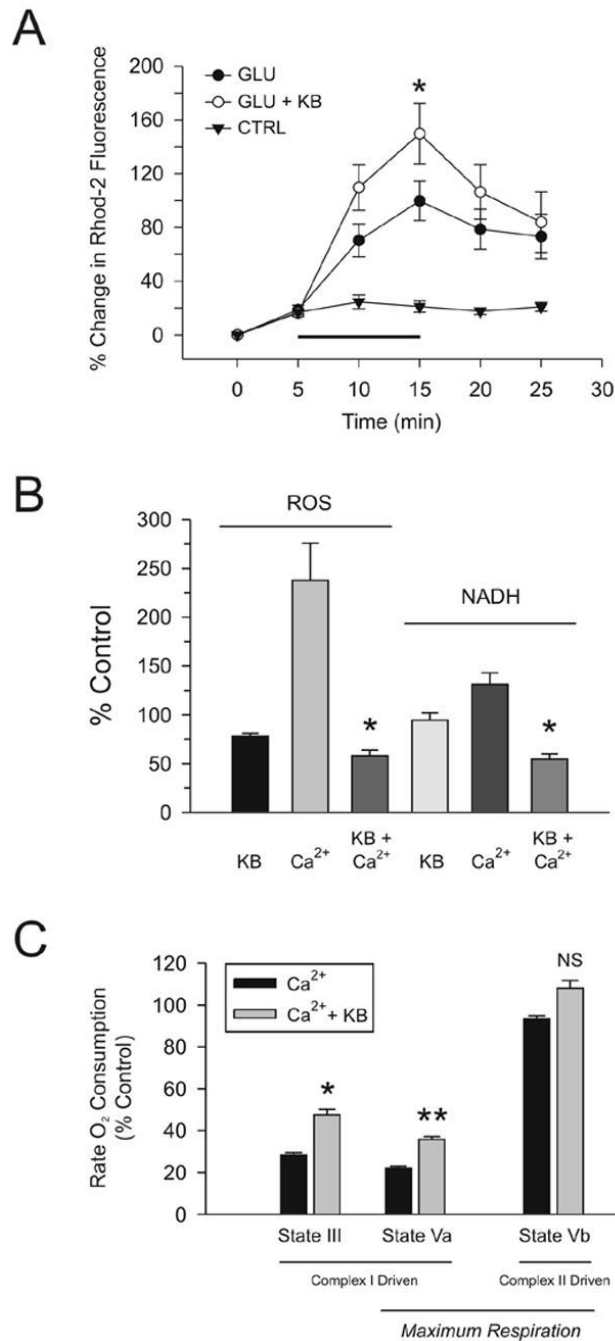 A
% Change in Rhod-2 Fluorescence
200
160
120
80
40
0
GLU
GLU + KB
CTRL
*
0 5 10 15 20 25 30
Time (min)
B
% Control
300
250
200
150
100
50
0
ROS
NADH
* *
KB Ca²⁺ KB + Ca²⁺ KB Ca²⁺ KB + Ca²⁺
C
Rate O₂ Consumption
(% Control)
120
100
80
60
40
20
0
Ca²⁺
Ca²⁺ + KB
* ** NS
State III State Va State Vb
Complex I Driven Complex II Driven
Maximum Respiration